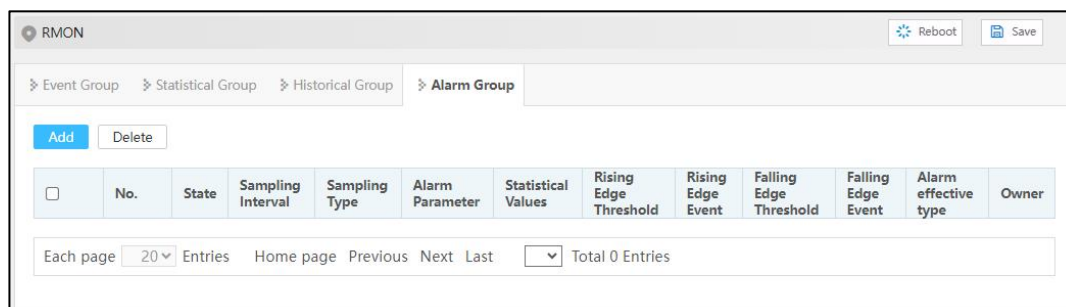 RMON Reboot Save
Event Group Statistical Group Historical Group Alarm Group
Add Delete
No. State Sampling Interval Sampling Type Alarm Parameter Statistical Values Rising Edge Threshold Rising Edge Event Falling Edge Threshold Falling Edge Event Alarm effective type Owner
Each page 20 Entries Home page Previous Next Last Total 0 Entries